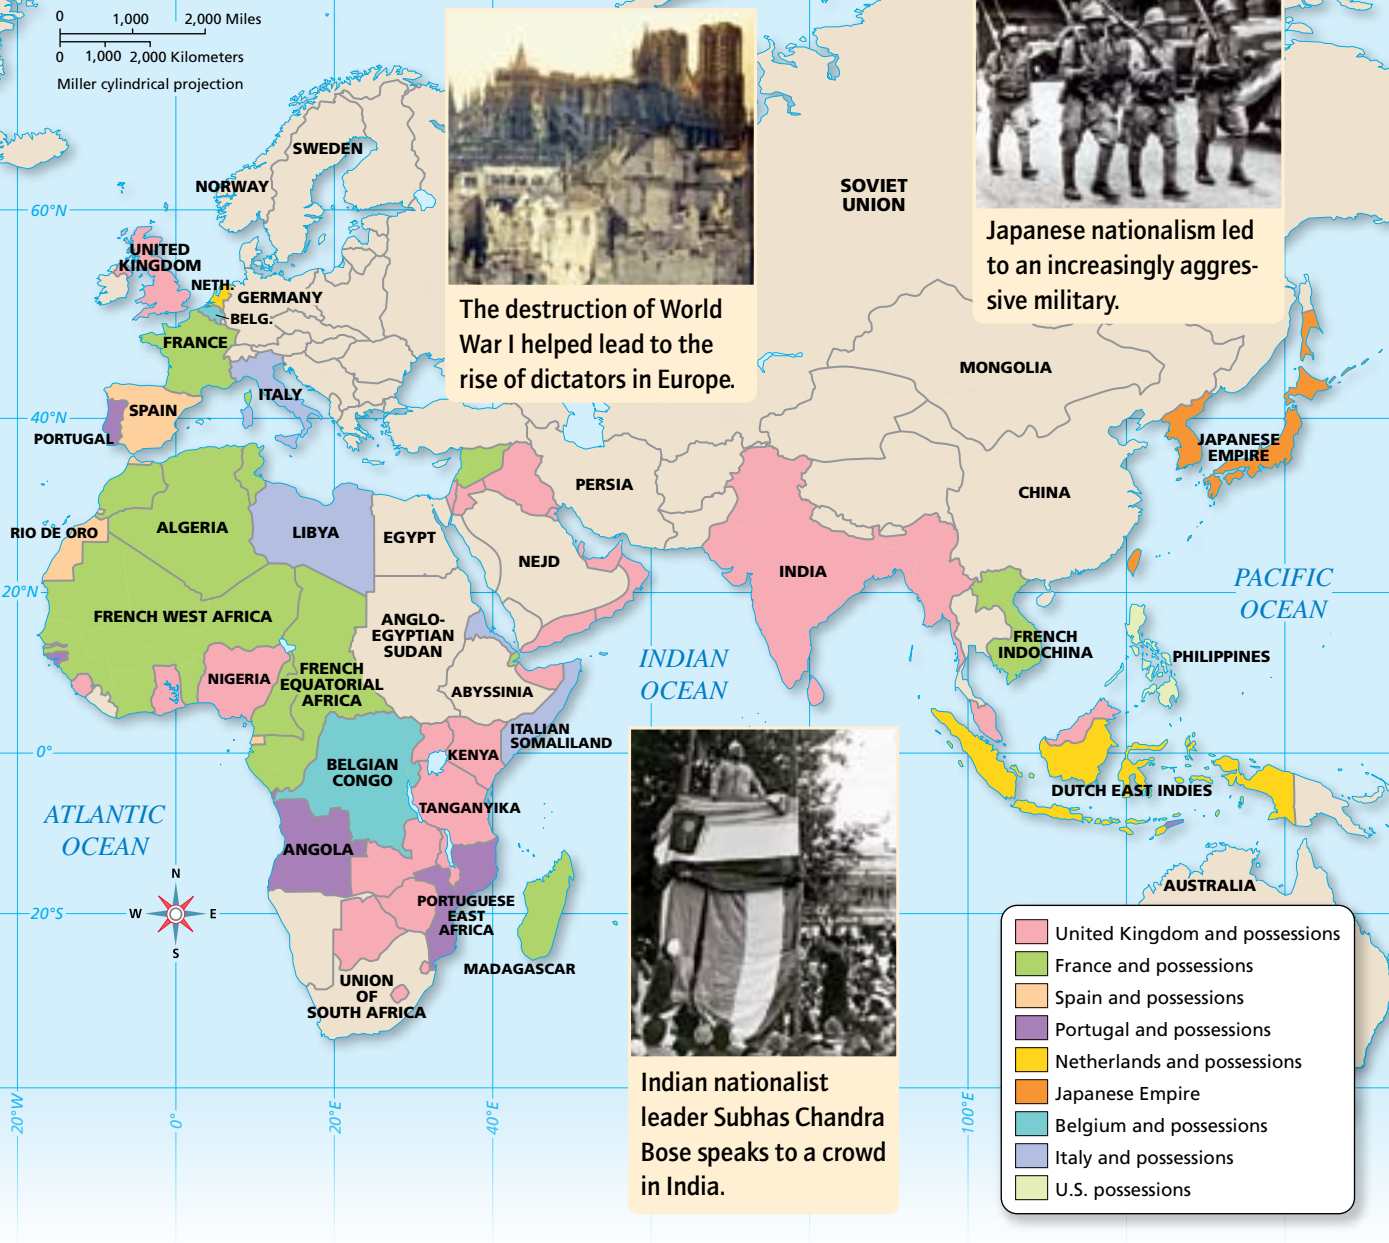 0 1,000 2,000 Miles
0 1,000 2,000 Kilometers
Miller cylindrical projection
SWEDEN
NORWAY
60°N
UNITED
KINGDOM
NETH.
GERMANY
BELG.
FRANCE
ITALY
SPAIN
40°N
PORTUGAL
The destruction of World
War I helped lead to the
rise of dictators in Europe.
SOVIET
UNION
Japanese nationalism led
to an increasingly aggres-
sive military.
MONGOLIA
JAPANESE
EMPIRE
PERSIA
CHINA
RIO DE ORO
ALGERIA
LIBYA
EGYPT
NEJD
INDIA
20°N
PACIFIC
OCEAN
FRENCH WEST AFRICA
ANGLO-
EGYPTIAN
SUDAN
FRENCH
INDOCHINA
PHILIPPINES
INDIAN
OCEAN
NIGERIA
FRENCH
EQUATORIAL
AFRICA
ABYSSINIA
ITALIAN
SOMALILAND
0°
KENYA
BELGIAN
CONGO
TANGANYIKA
DUTCH EAST INDIES
ATLANTIC
OCEAN
ANGOLA
N
W E
S
20°S
PORTUGUESE
EAST
AFRICA
MADAGASCAR
UNION
OF
SOUTH AFRICA
AUSTRALIA
Indian nationalist
leader Subhas Chandra
Bose speaks to a crowd
in India.
United Kingdom and possessions
France and possessions
Spain and possessions
Portugal and possessions
Netherlands and possessions
Japanese Empire
Belgium and possessions
Italy and possessions
U.S. possessions
20°W
0°
20°E
40°E
100°E